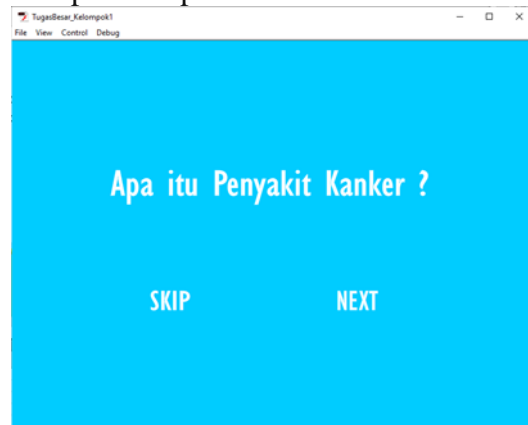 TugasBesar_Kelompok1
File View Control Debug
Apa itu Penyakit Kanker ?
SKIP NEXT